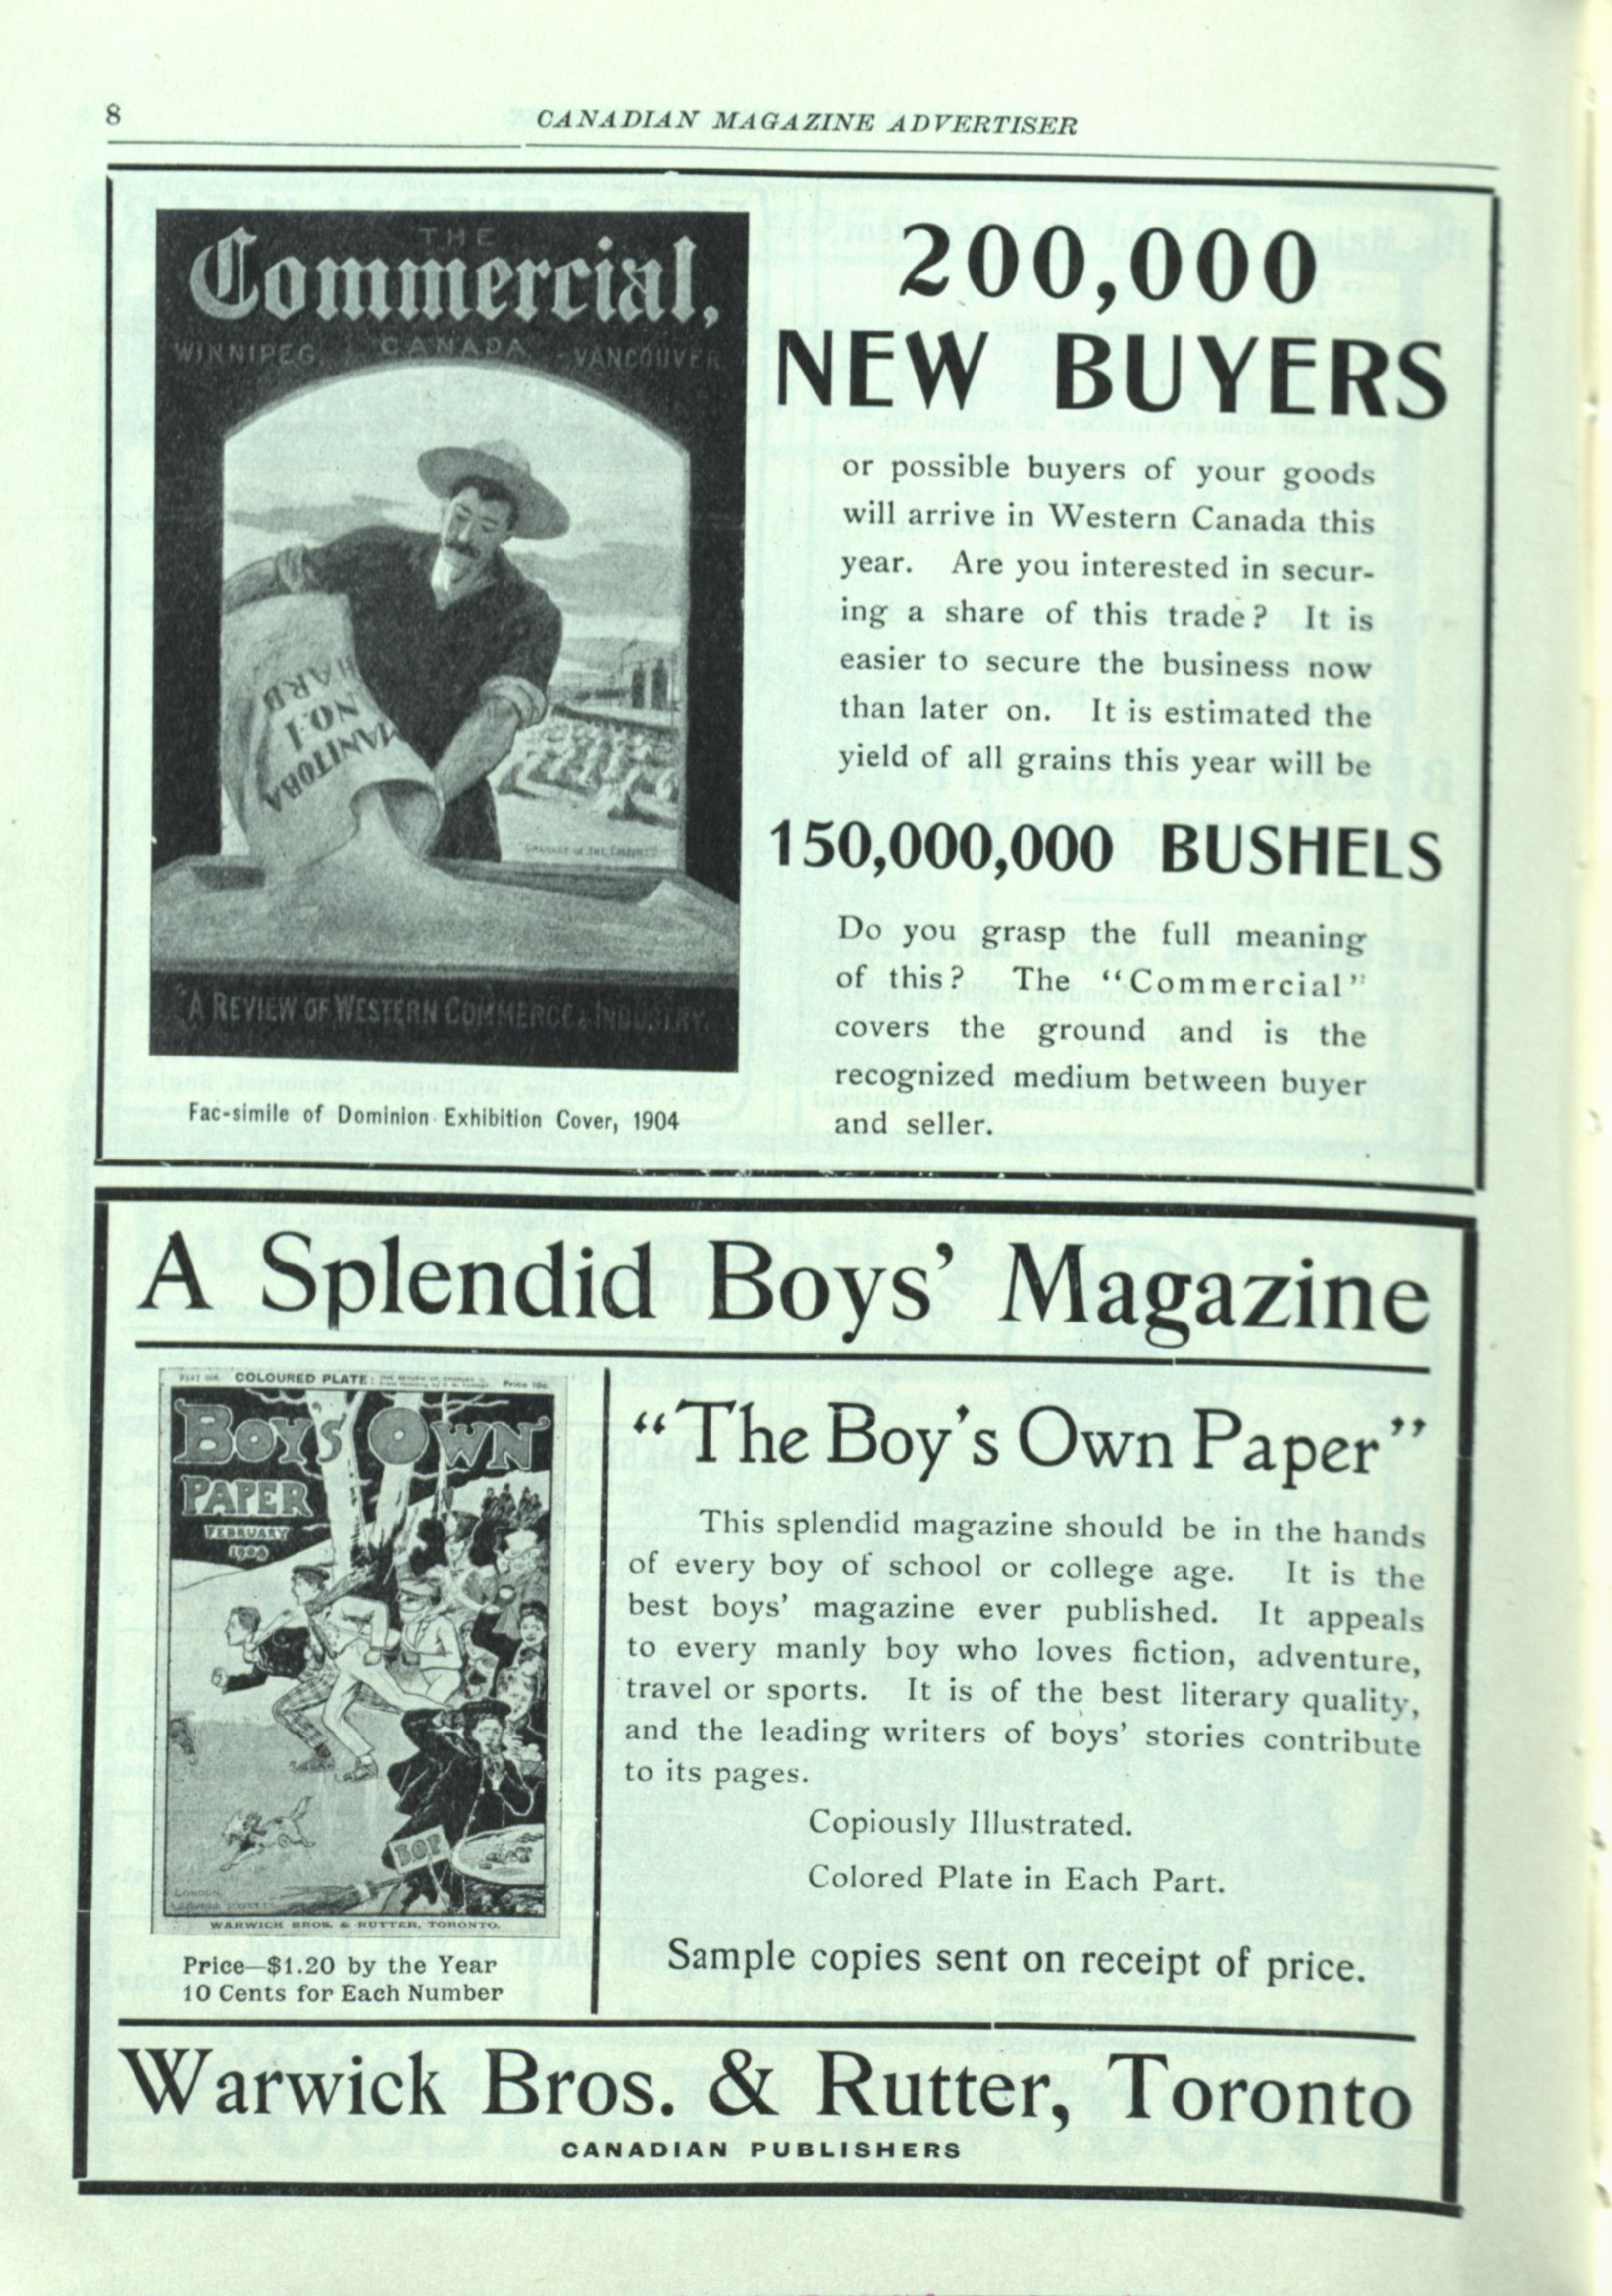 8
CANADIAN MAGAZINE ADVERTISER
THE
Commercial,
WINNIPEG, CANADA -VANCOUVER.
MANITOBA
NO. 1
HARD
"GRANARY OF THE EMPIRE"
"A REVIEW OF WESTERN COMMERCE & INDUSTRY.
Fac-simile of Dominion Exhibition Cover, 1904
200,000
NEW BUYERS
or possible buyers of your goods
will arrive in Western Canada this
year. Are you interested in secur-
ing a share of this trade? It is
easier to secure the business now
than later on. It is estimated the
yield of all grains this year will be
150,000,000 BUSHELS
Do you grasp the full meaning
of this? The "Commercial"
covers the ground and is the
recognized medium between buyer
and seller.
A Splendid Boys' Magazine
COLOURED PLATE: Price 10c.
BOY'S OWN
PAPER
FEBRUARY
BOP
LONDON
WARWICK BROS. & RUTTER, TORONTO.
Price—$1.20 by the Year
10 Cents for Each Number
"The Boy's Own Paper"
This splendid magazine should be in the hands
of every boy of school or college age. It is the
best boys' magazine ever published. It appeals
to every manly boy who loves fiction, adventure,
travel or sports. It is of the best literary quality,
and the leading writers of boys' stories contribute
to its pages.
Copiously Illustrated.
Colored Plate in Each Part.
Sample copies sent on receipt of price.
Warwick Bros. & Rutter, Toronto
CANADIAN PUBLISHERS